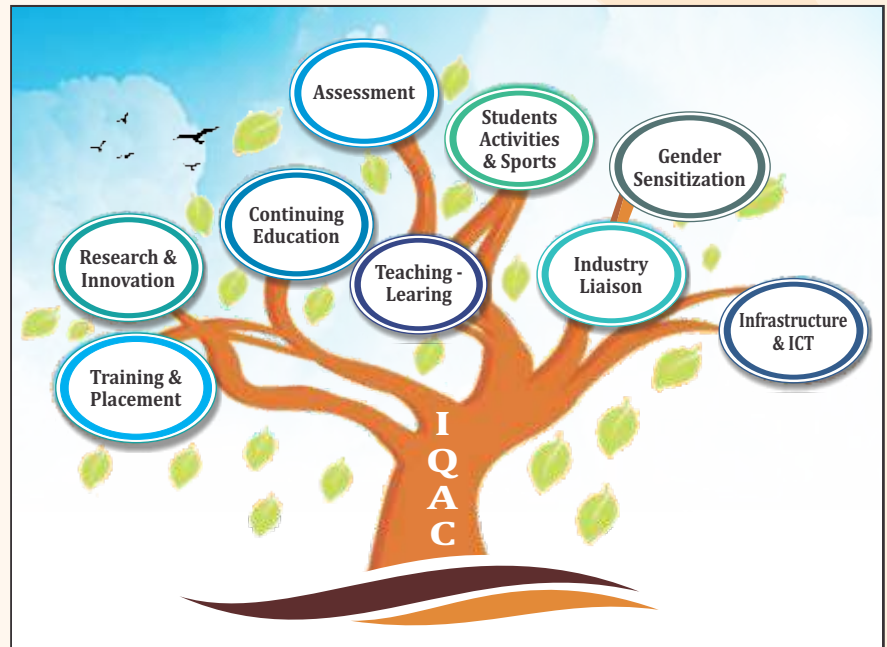 Assessment
Students
Activities
& Sports
Gender
Sensitization
Continuing
Education
Research &
Innovation
Teaching -
Learing
Industry
Liaison
Infrastructure
& ICT
Training &
Placement
I
Q
A
C